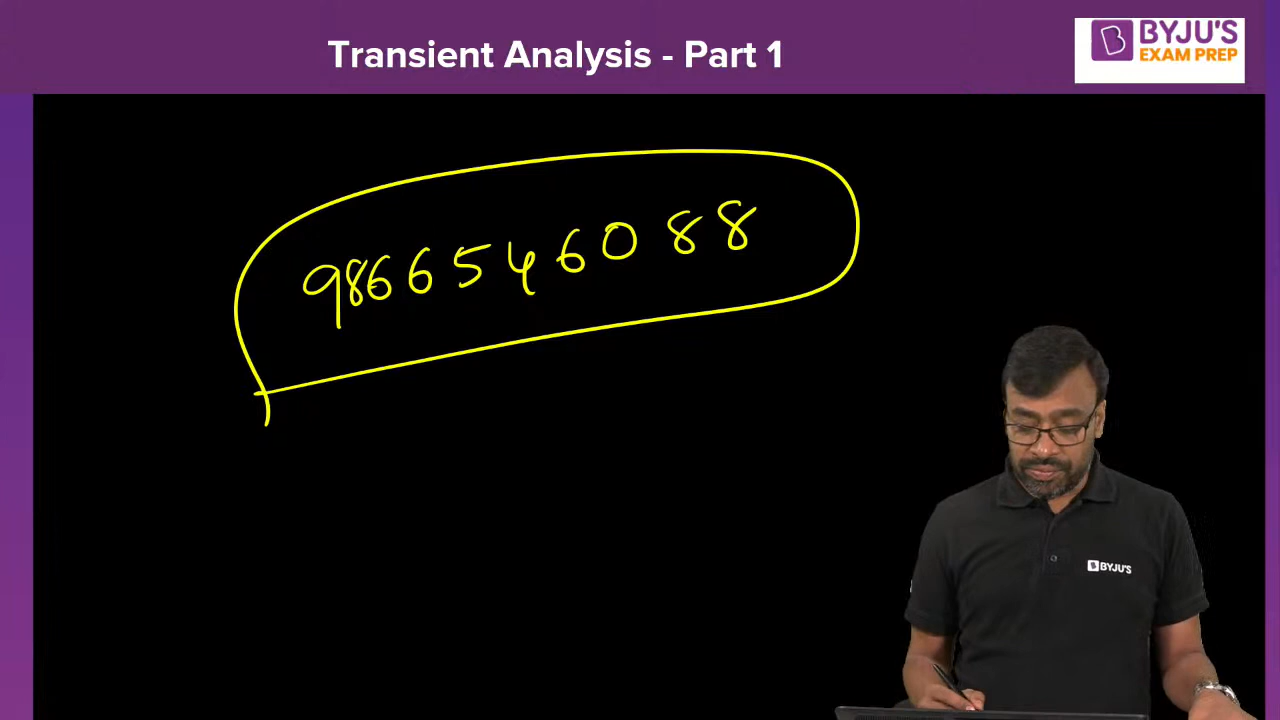 Transient Analysis - Part 1
BYJU'S
EXAM PREP
9866546088
BYJU'S